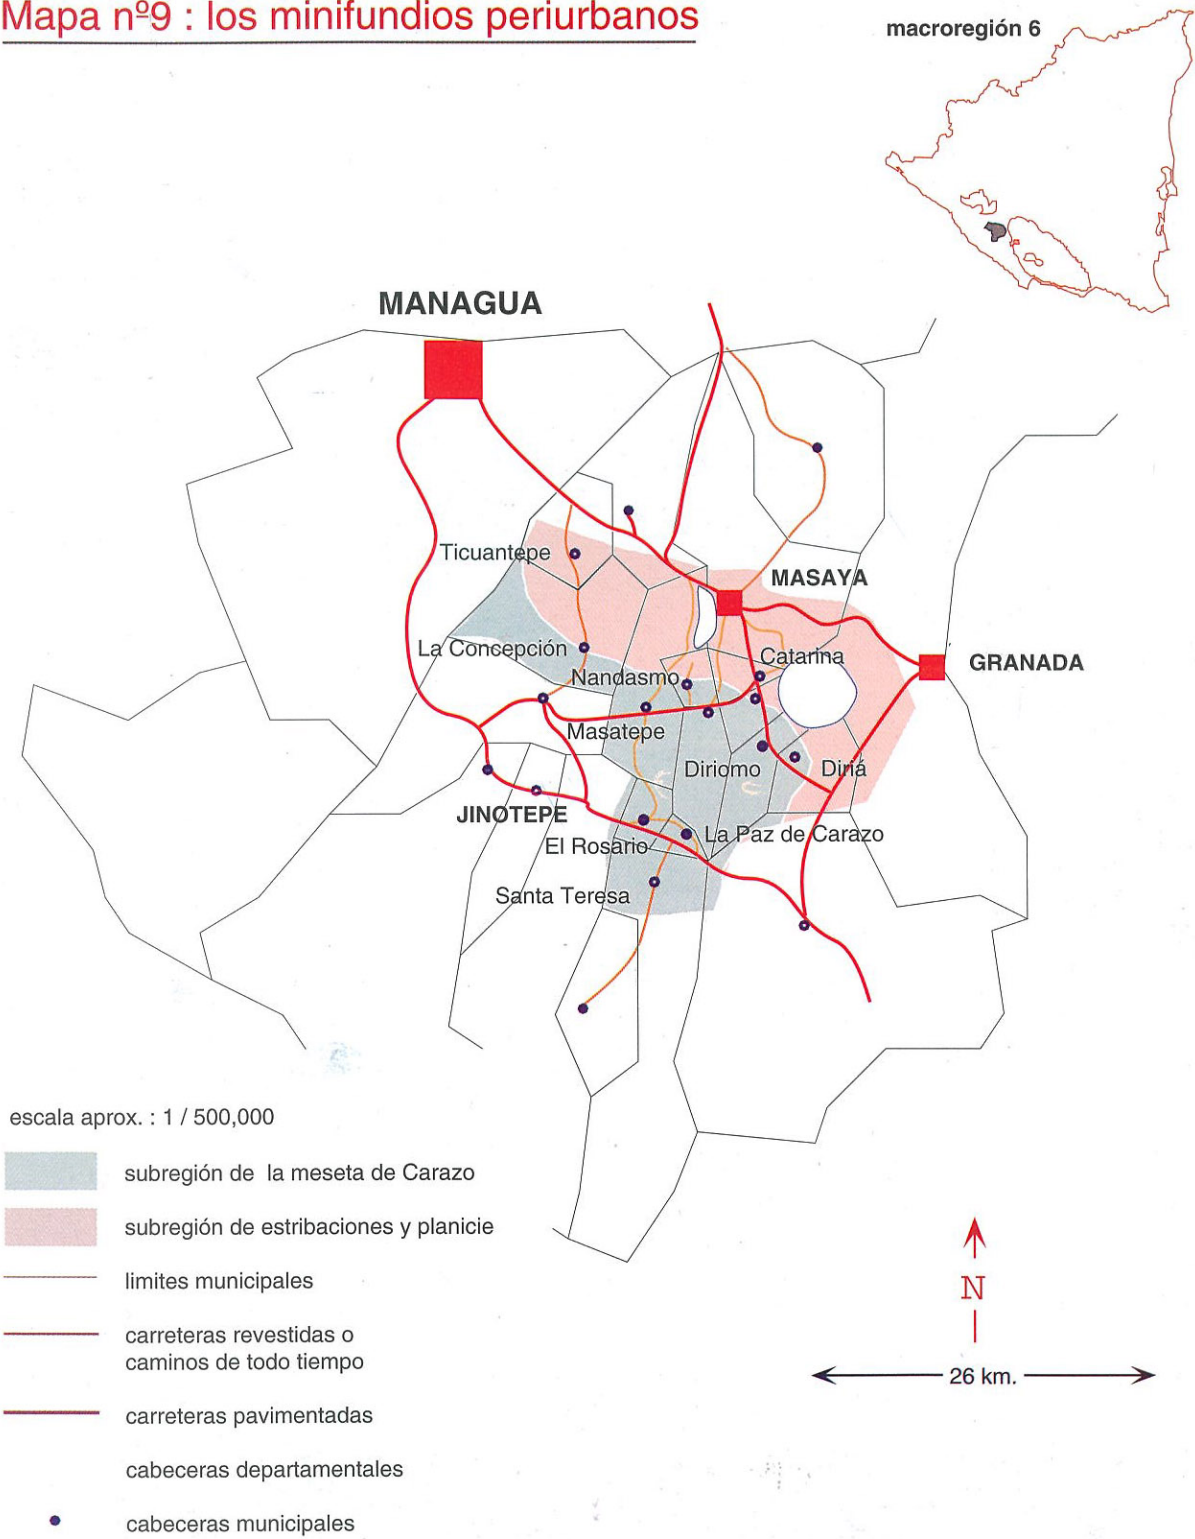 Mapa nº9 : los minifundios periurbanos
macroregión 6
MANAGUA
Ticuantepe
MASAYA
La Concepción
Catarina
GRANADA
Nandasmo
Masatepe
Diriomo
Diriá
JINOTEPE
La Paz de Carazo
El Rosario
Santa Teresa
escala aprox. : 1 / 500,000
subregión de la meseta de Carazo
subregión de estribaciones y planicie
limites municipales
carreteras revestidas o
caminos de todo tiempo
carreteras pavimentadas
cabeceras departamentales
cabeceras municipales
N
26 km.